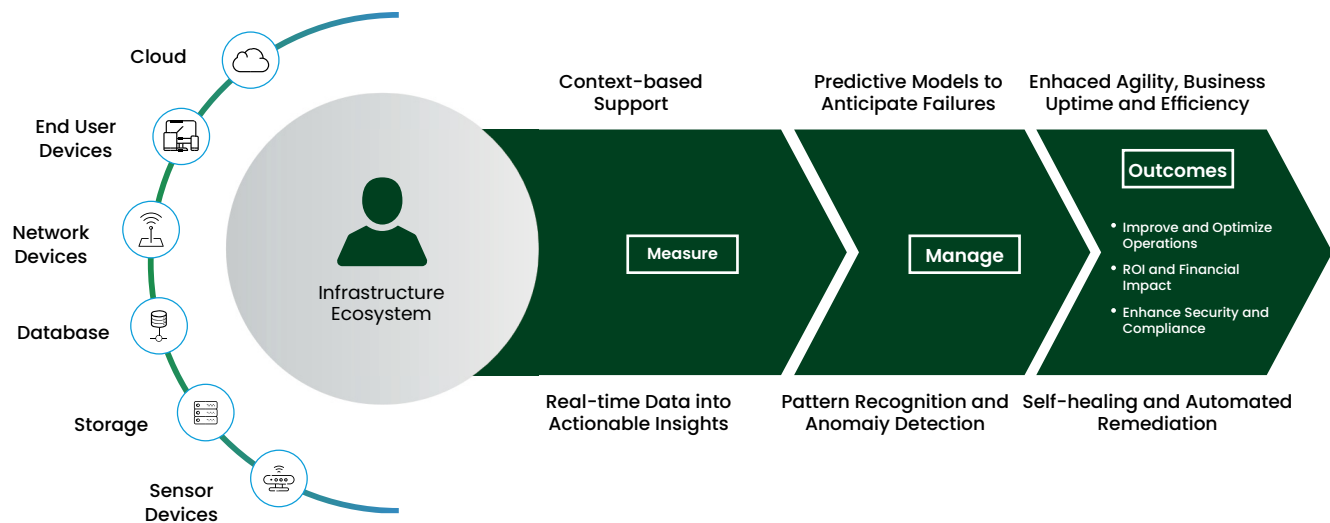 Cloud
End User
Devices
Network
Devices
Database
Storage
Sensor
Devices
Infrastructure
Ecosystem
Context-based
Support
Measure
Real-time Data into
Actionable Insights
Predictive Models to
Anticipate Failures
Manage
Pattern Recognition and
Anomaiy Detection
Enhaced Agility, Business
Uptime and Efficiency
Outcomes
• Improve and Optimize
Operations
• ROI and Financial
Impact
• Enhance Security and
Compliance
Self-healing and Automated
Remediation